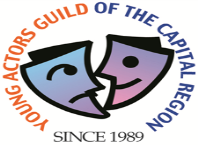 YOUNG ACTORS GUILD OF THE CAPITAL REGION
SINCE 1989